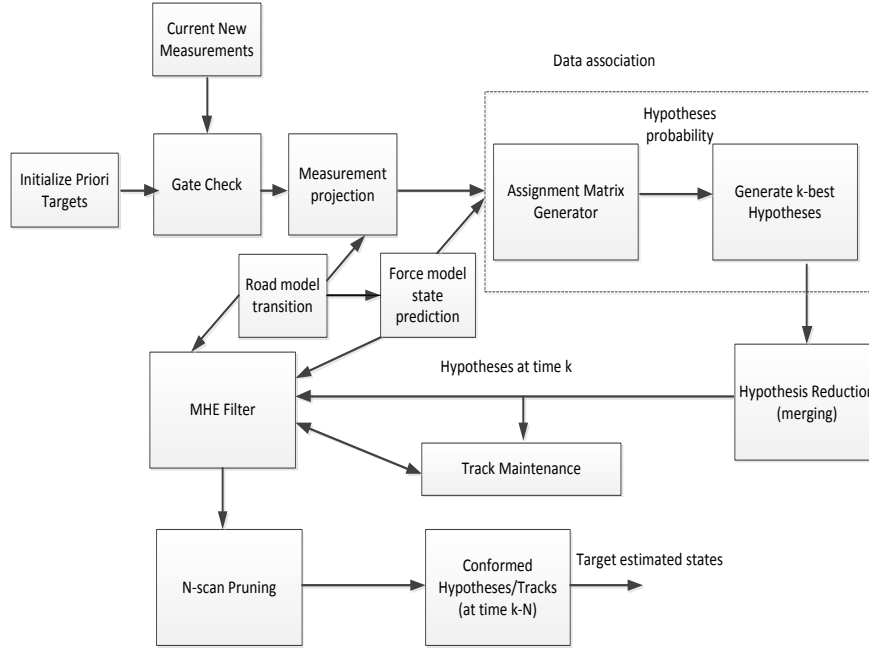 Current New
Measurements
Data association
Hypotheses
probability
Initialize Priori
Targets
Gate Check
Measurement
projection
Assignment Matrix
Generator
Generate k-best
Hypotheses
Road model
transition
Force model
state
prediction
Hypotheses at time k
MHE Filter
Hypothesis Reduction
(merging)
Track Maintenance
N-scan Pruning
Conformed
Hypotheses/Tracks
(at time k-N)
Target estimated states